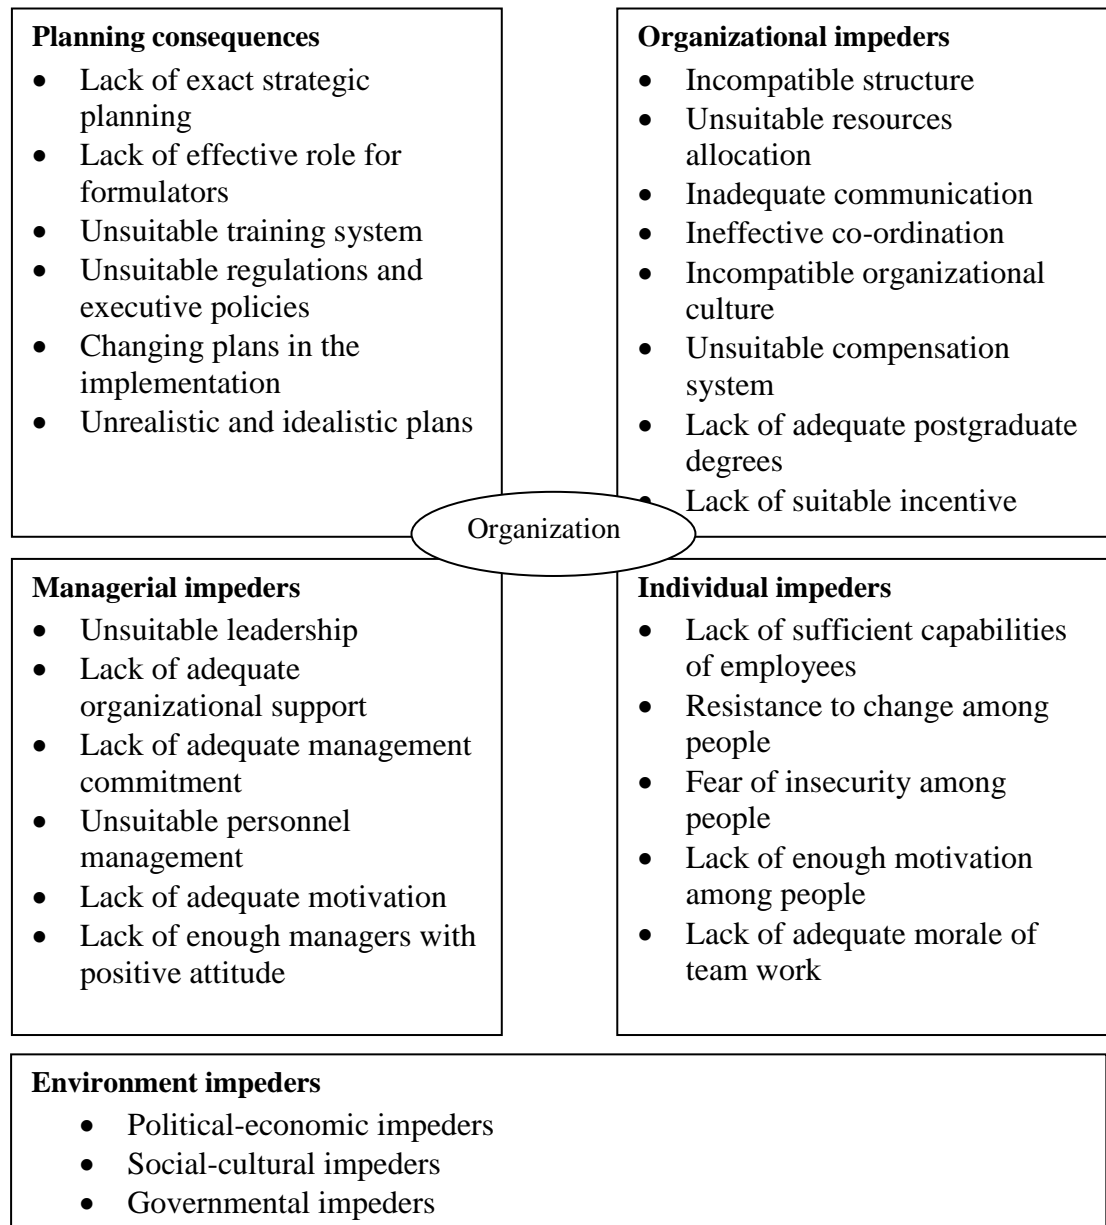 Planning consequences
• Lack of exact strategic
planning
• Lack of effective role for
formulators
• Unsuitable training system
• Unsuitable regulations and
executive policies
• Changing plans in the
implementation
• Unrealistic and idealistic plans
Organizational impeders
• Incompatible structure
• Unsuitable resources
allocation
• Inadequate communication
• Ineffective co-ordination
• Incompatible organizational
culture
• Unsuitable compensation
system
• Lack of adequate postgraduate
degrees
• Lack of suitable incentive
Organization
Managerial impeders
• Unsuitable leadership
• Lack of adequate
organizational support
• Lack of adequate management
commitment
• Unsuitable personnel
management
• Lack of adequate motivation
• Lack of enough managers with
positive attitude
Individual impeders
• Lack of sufficient capabilities
of employees
• Resistance to change among
people
• Fear of insecurity among
people
• Lack of enough motivation
among people
• Lack of adequate morale of
team work
Environment impeders
• Political-economic impeders
• Social-cultural impeders
• Governmental impeders